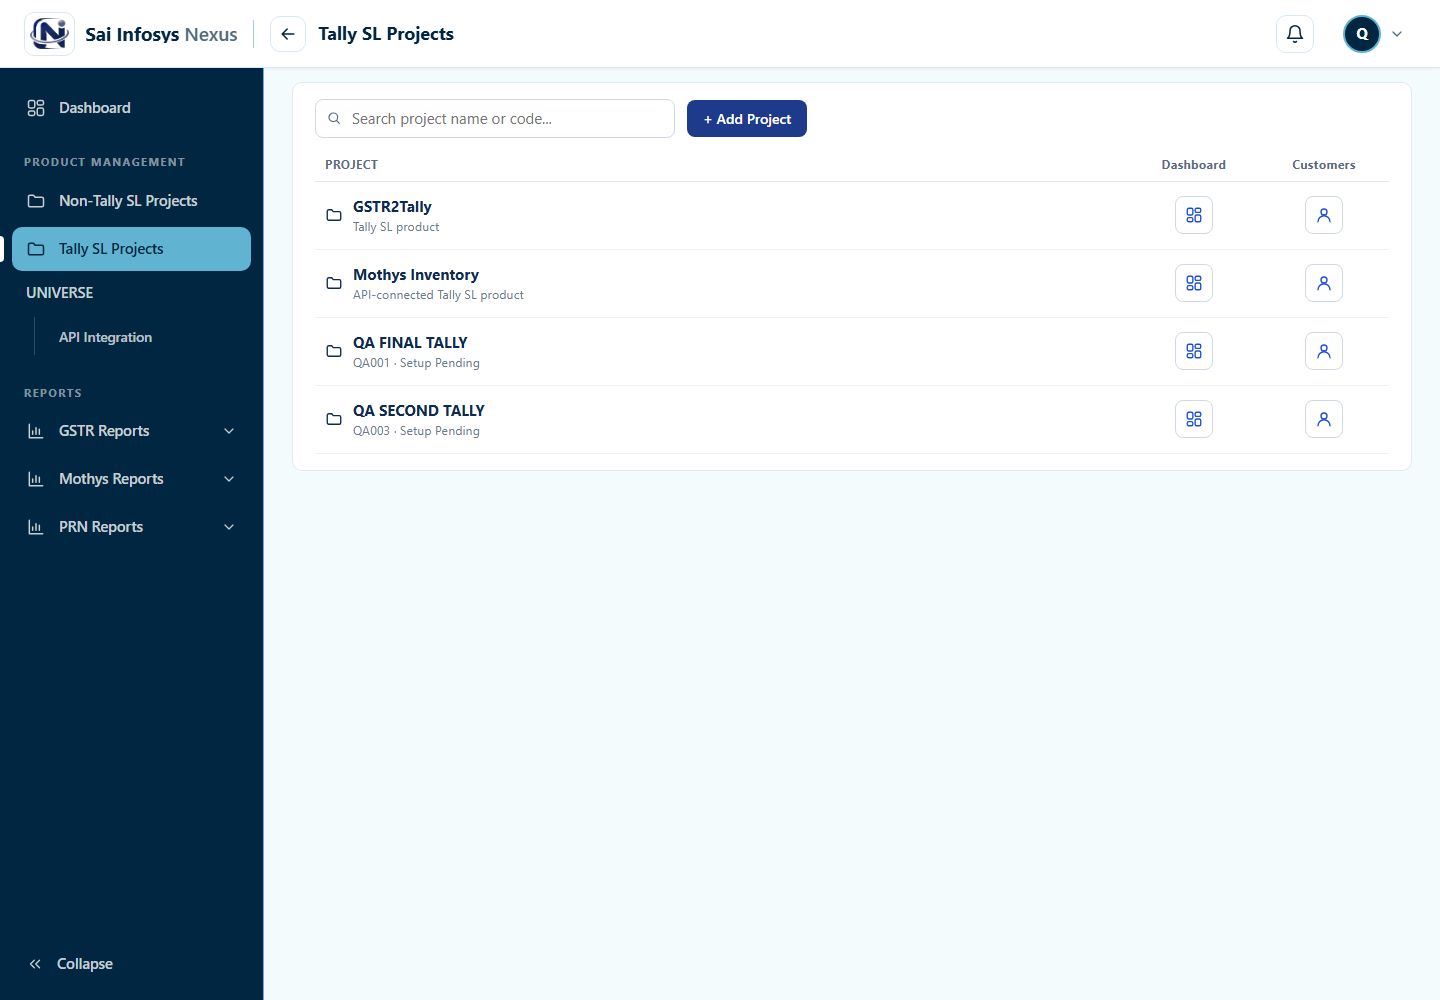 Sai Infosys Nexus
Tally SL Projects
Q
Dashboard
PRODUCT MANAGEMENT
Non-Tally SL Projects
Tally SL Projects
UNIVERSE
API Integration
REPORTS
GSTR Reports
Mothys Reports
PRN Reports
Collapse
Search project name or code...
+ Add Project
PROJECT Dashboard Customers
GSTR2Tally
Tally SL product
Mothys Inventory
API-connected Tally SL product
QA FINAL TALLY
QA001 · Setup Pending
QA SECOND TALLY
QA003 · Setup Pending